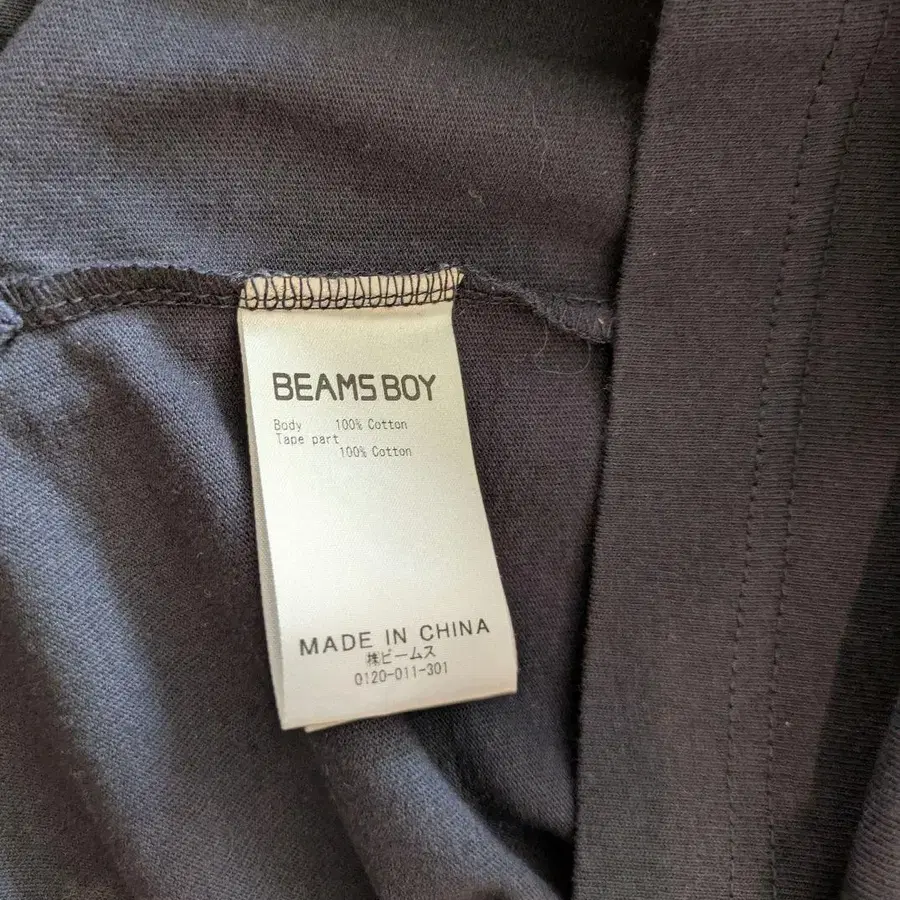 BEAMS BOY
Body 100% Cotton
Tape part
100% Cotton
MADE IN CHINA
㈱ビームス
0120-011-301